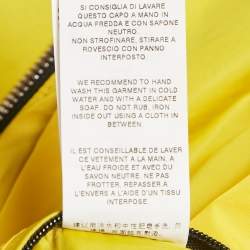 SI CONSIGLIA DI LAVARE
QUESTO CAPO A MANO IN
ACQUA FREDDA E CON SAPONE
NEUTRO.
NON STROFINARE, STIRARE A
ROVESCIO CON PANNO
INTERPOSTO.
WE RECOMMEND TO HAND
WASH THIS GARMENT IN COLD
WATER AND WITH A DELICATE
SOAP. DO NOT RUB, IRON
INSIDE OUT USING A CLOTH IN
BETWEEN
IL EST CONSEILLABLE DE LAVER
CE VETEMENT A LA MAIN, A
L'EAU FROIDE ET AVEC DU
SAVON NEUTRE. NE PAS
FROTTER, REPASSER A
L'ENVERS A L'AIDE D'UN TISSU
INTERPOSE.